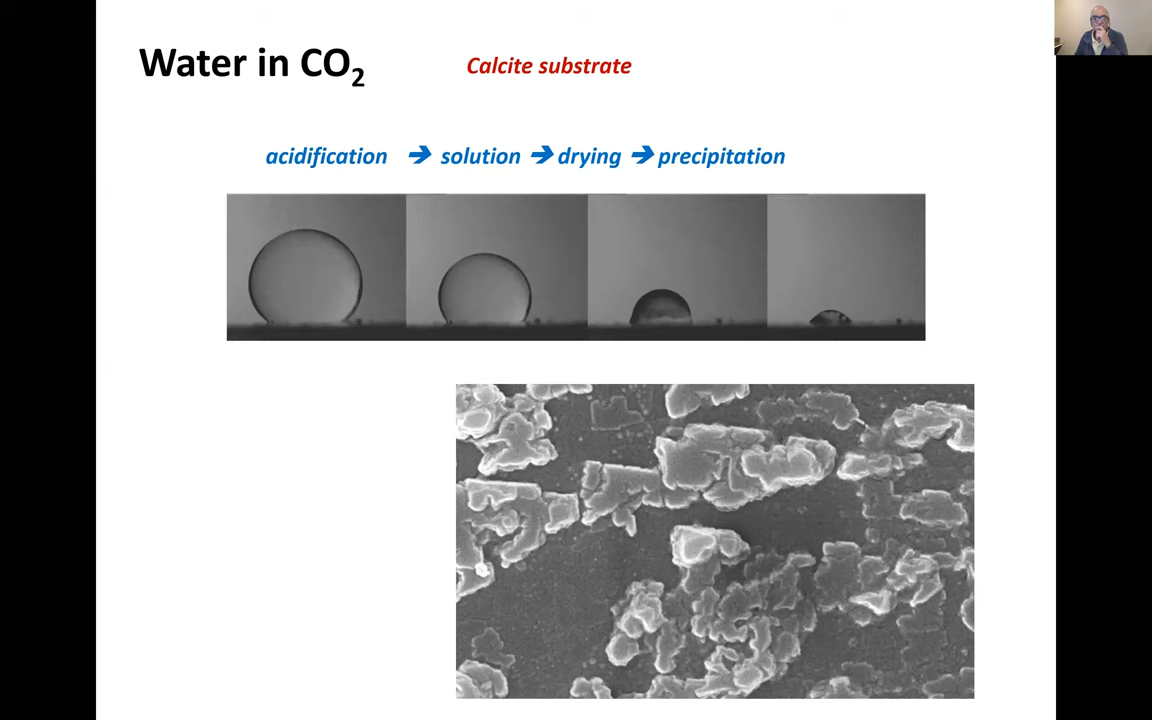 Water in CO₂
Calcite substrate
acidification ➔ solution ➔ drying ➔ precipitation